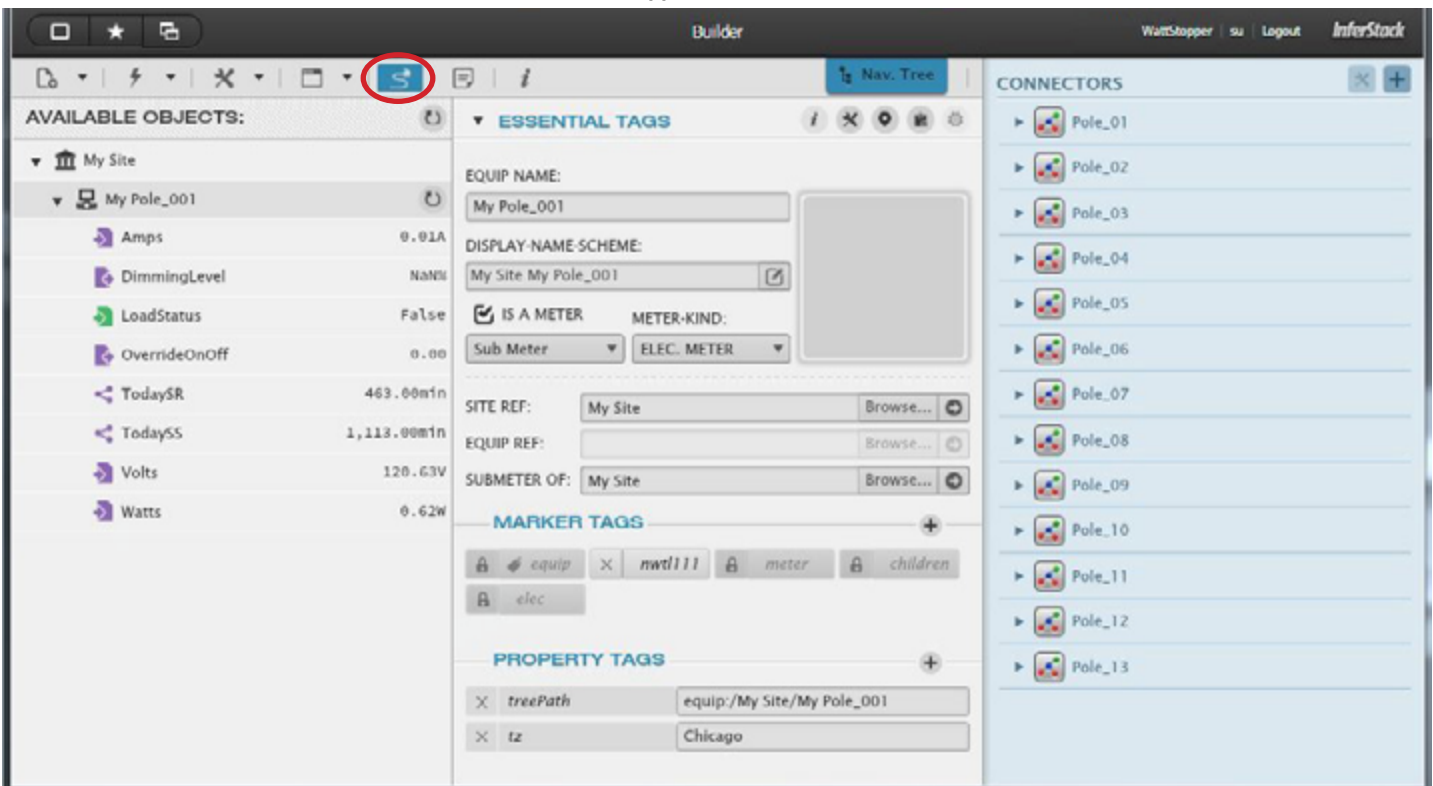 Builder
WattStopper | su | Logout
InferStack
Nav. Tree
AVAILABLE OBJECTS:
My Site
My Pole_001
Amps 0.01A
DimmingLevel NaN%
LoadStatus False
OverrideOnOff 0.00
TodaySR 463.00min
TodaySS 1,113.00min
Volts 120.63V
Watts 0.62W
ESSENTIAL TAGS
EQUIP NAME:
My Pole_001
DISPLAY-NAME-SCHEME:
My Site My Pole_001
IS A METER METER-KIND:
Sub Meter ELEC. METER
SITE REF: My Site Browse...
EQUIP REF: Browse...
SUBMETER OF: My Site Browse...
MARKER TAGS
equip nwtl111 meter children
elec
PROPERTY TAGS
treePath equip:/My Site/My Pole_001
tz Chicago
CONNECTORS
Pole_01
Pole_02
Pole_03
Pole_04
Pole_05
Pole_06
Pole_07
Pole_08
Pole_09
Pole_10
Pole_11
Pole_12
Pole_13